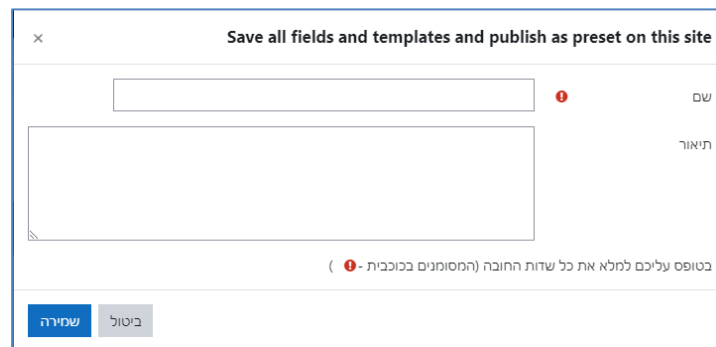 Save all fields and templates and publish as preset on this site ×
שם
תיאור
בטופס עליכם למלא את כל שדות החובה (המסומנים בכוכבית - )
ביטול שמירה